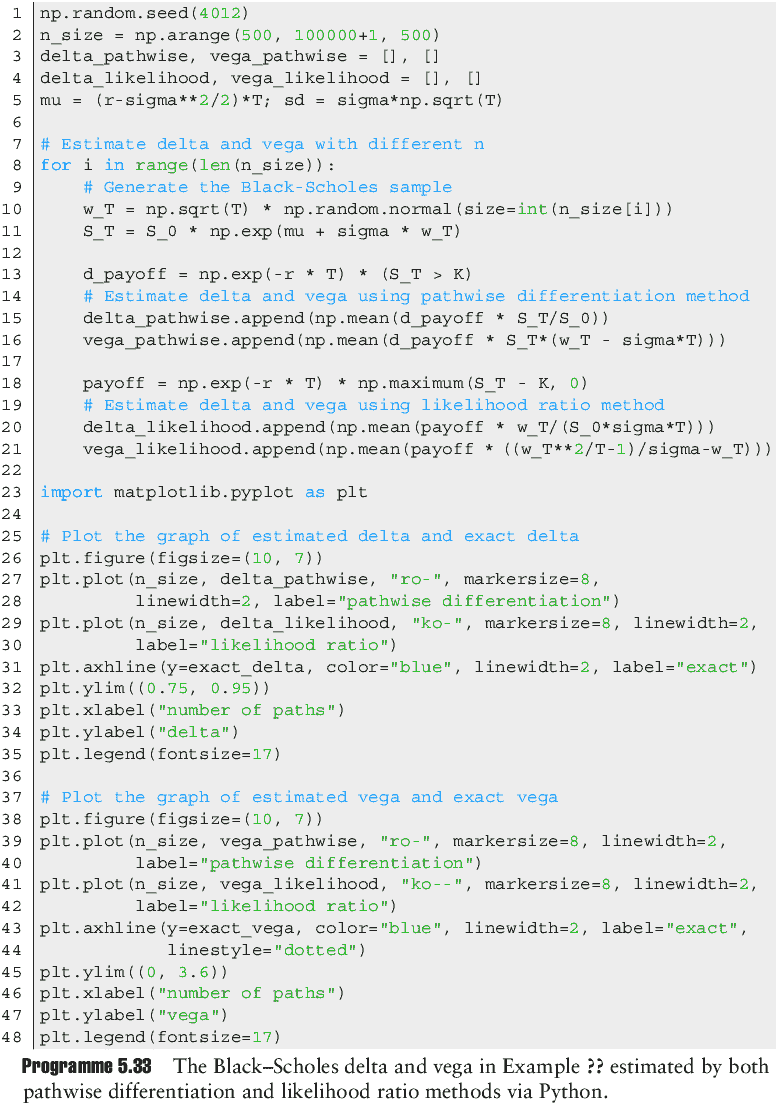 1 np.random.seed(4012)
2 n_size = np.arange(500, 100000+1, 500)
3 delta_pathwise, vega_pathwise = [], []
4 delta_likelihood, vega_likelihood = [], []
5 mu = (r-sigma**2/2)*T; sd = sigma*np.sqrt(T)
6
7 # Estimate delta and vega with different n
8 for i in range(len(n_size)):
9     # Generate the Black-Scholes sample
10     w_T = np.sqrt(T) * np.random.normal(size=int(n_size[i]))
11     S_T = S_0 * np.exp(mu + sigma * w_T)
12
13     d_payoff = np.exp(-r * T) * (S_T > K)
14     # Estimate delta and vega using pathwise differentiation method
15     delta_pathwise.append(np.mean(d_payoff * S_T/S_0))
16     vega_pathwise.append(np.mean(d_payoff * S_T*(w_T - sigma*T)))
17
18     payoff = np.exp(-r * T) * np.maximum(S_T - K, 0)
19     # Estimate delta and vega using likelihood ratio method
20     delta_likelihood.append(np.mean(payoff * w_T/(S_0*sigma*T)))
21     vega_likelihood.append(np.mean(payoff * ((w_T**2/T-1)/sigma-w_T)))
22
23 import matplotlib.pyplot as plt
24
25 # Plot the graph of estimated delta and exact delta
26 plt.figure(figsize=(10, 7))
27 plt.plot(n_size, delta_pathwise, "ro-", markersize=8,
28          linewidth=2, label="pathwise differentiation")
29 plt.plot(n_size, delta_likelihood, "ko-", markersize=8, linewidth=2,
30          label="likelihood ratio")
31 plt.axhline(y=exact_delta, color="blue", linewidth=2, label="exact")
32 plt.ylim((0.75, 0.95))
33 plt.xlabel("number of paths")
34 plt.ylabel("delta")
35 plt.legend(fontsize=17)
36
37 # Plot the graph of estimated vega and exact vega
38 plt.figure(figsize=(10, 7))
39 plt.plot(n_size, vega_pathwise, "ro-", markersize=8, linewidth=2,
40          label="pathwise differentiation")
41 plt.plot(n_size, vega_likelihood, "ko--", markersize=8, linewidth=2,
42          label="likelihood ratio")
43 plt.axhline(y=exact_vega, color="blue", linewidth=2, label="exact",
44             linestyle="dotted")
45 plt.ylim((0, 3.6))
46 plt.xlabel("number of paths")
47 plt.ylabel("vega")
48 plt.legend(fontsize=17)
Programme 5.33 The Black–Scholes delta and vega in Example ?? estimated by both
pathwise differentiation and likelihood ratio methods via Python.